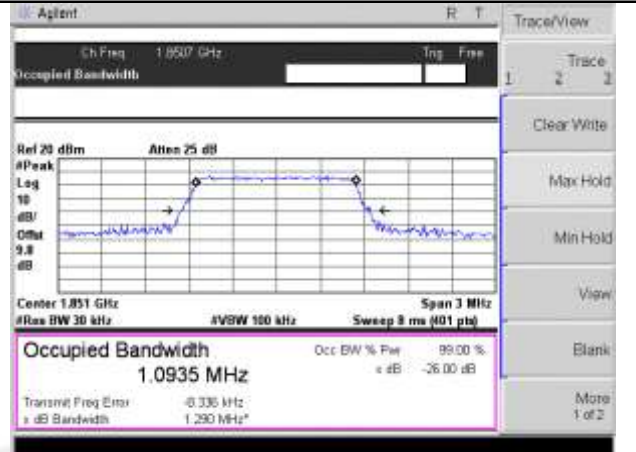 Agilent R T
Trace/View
Ch Freq 1.8507 GHz Trig Free
Occupied Bandwidth
Trace
1 2 3
Clear Write
Ref 20 dBm Atten 25 dB
#Peak
Log
10
dB/
Offst
9.8
dB
Max Hold
Min Hold
Center 1.851 GHz Span 3 MHz
#Res BW 30 kHz #VBW 100 kHz Sweep 8 ms (401 pts)
View
Occupied Bandwidth
1.0935 MHz
Occ BW % Pwr 99.00 %
x dB -26.00 dB
Blank
Transmit Freq Error -8.336 kHz
x dB Bandwidth 1.290 MHz*
More
1 of 2